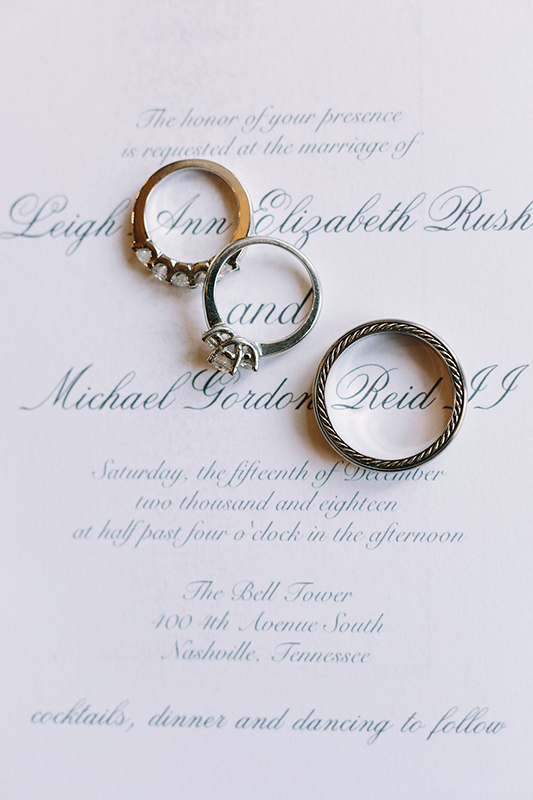 The honor of your presence
is requested at the marriage of
Leigh Ann Elizabeth Rush
and
Michael Gordon Reid II
Saturday, the fifteenth of December
two thousand and eighteen
at half past four o'clock in the afternoon
The Bell Tower
400 4th Avenue South
Nashville, Tennessee
cocktails, dinner and dancing to follow